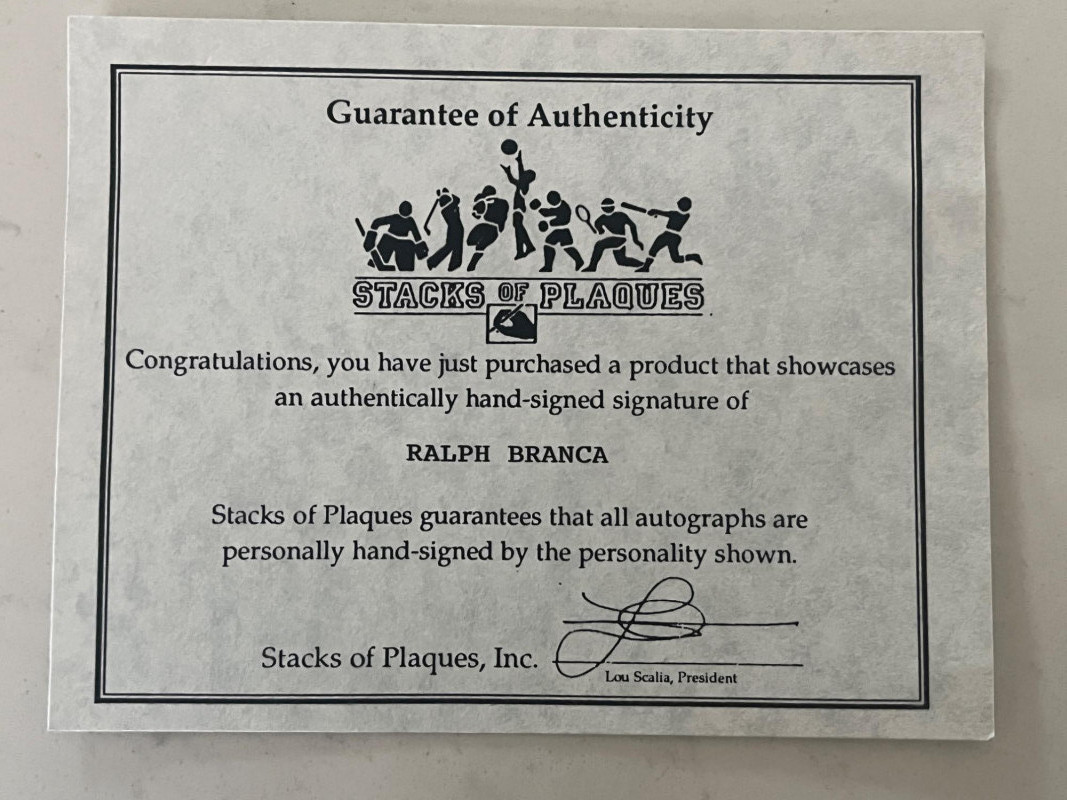 Guarantee of Authenticity
STACKS OF PLAQUES
Congratulations, you have just purchased a product that showcases
an authentically hand-signed signature of
RALPH BRANCA
Stacks of Plaques guarantees that all autographs are
personally hand-signed by the personality shown.
Stacks of Plaques, Inc.
Lou Scalia, President